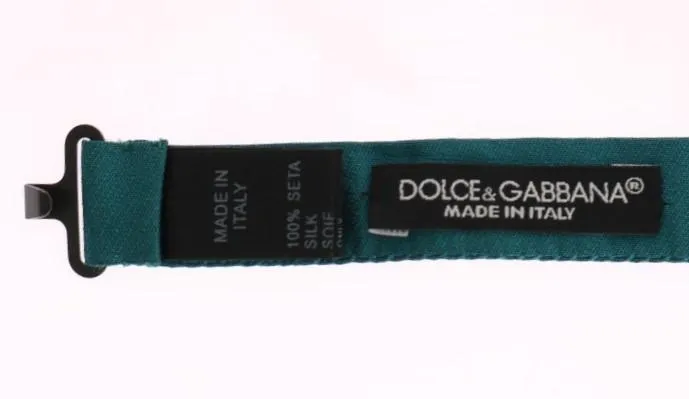 MADE IN
ITALY
100% SETA
SILK
SOIE
DOLCE & GABBANA®
MADE IN ITALY